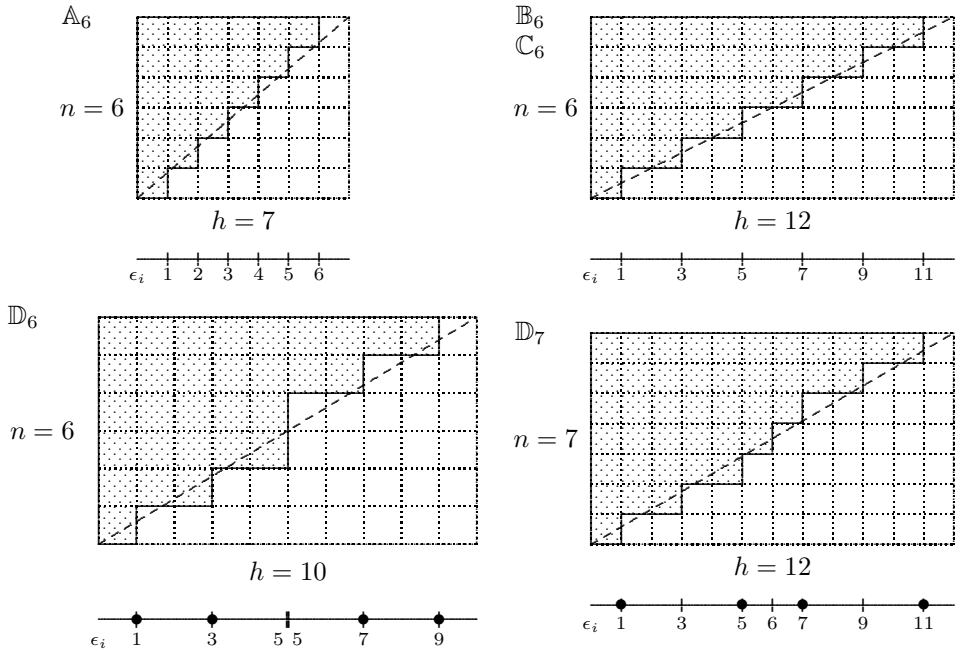 𝔸₆
n = 6
h = 7
ϵᵢ 1 2 3 4 5 6
𝔹₆
ℂ₆
n = 6
h = 12
ϵᵢ 1 3 5 7 9 11
𝔻₆
n = 6
h = 10
ϵᵢ 1 3 5 5 7 9
𝔻₇
n = 7
h = 12
ϵᵢ 1 3 5 6 7 9 11